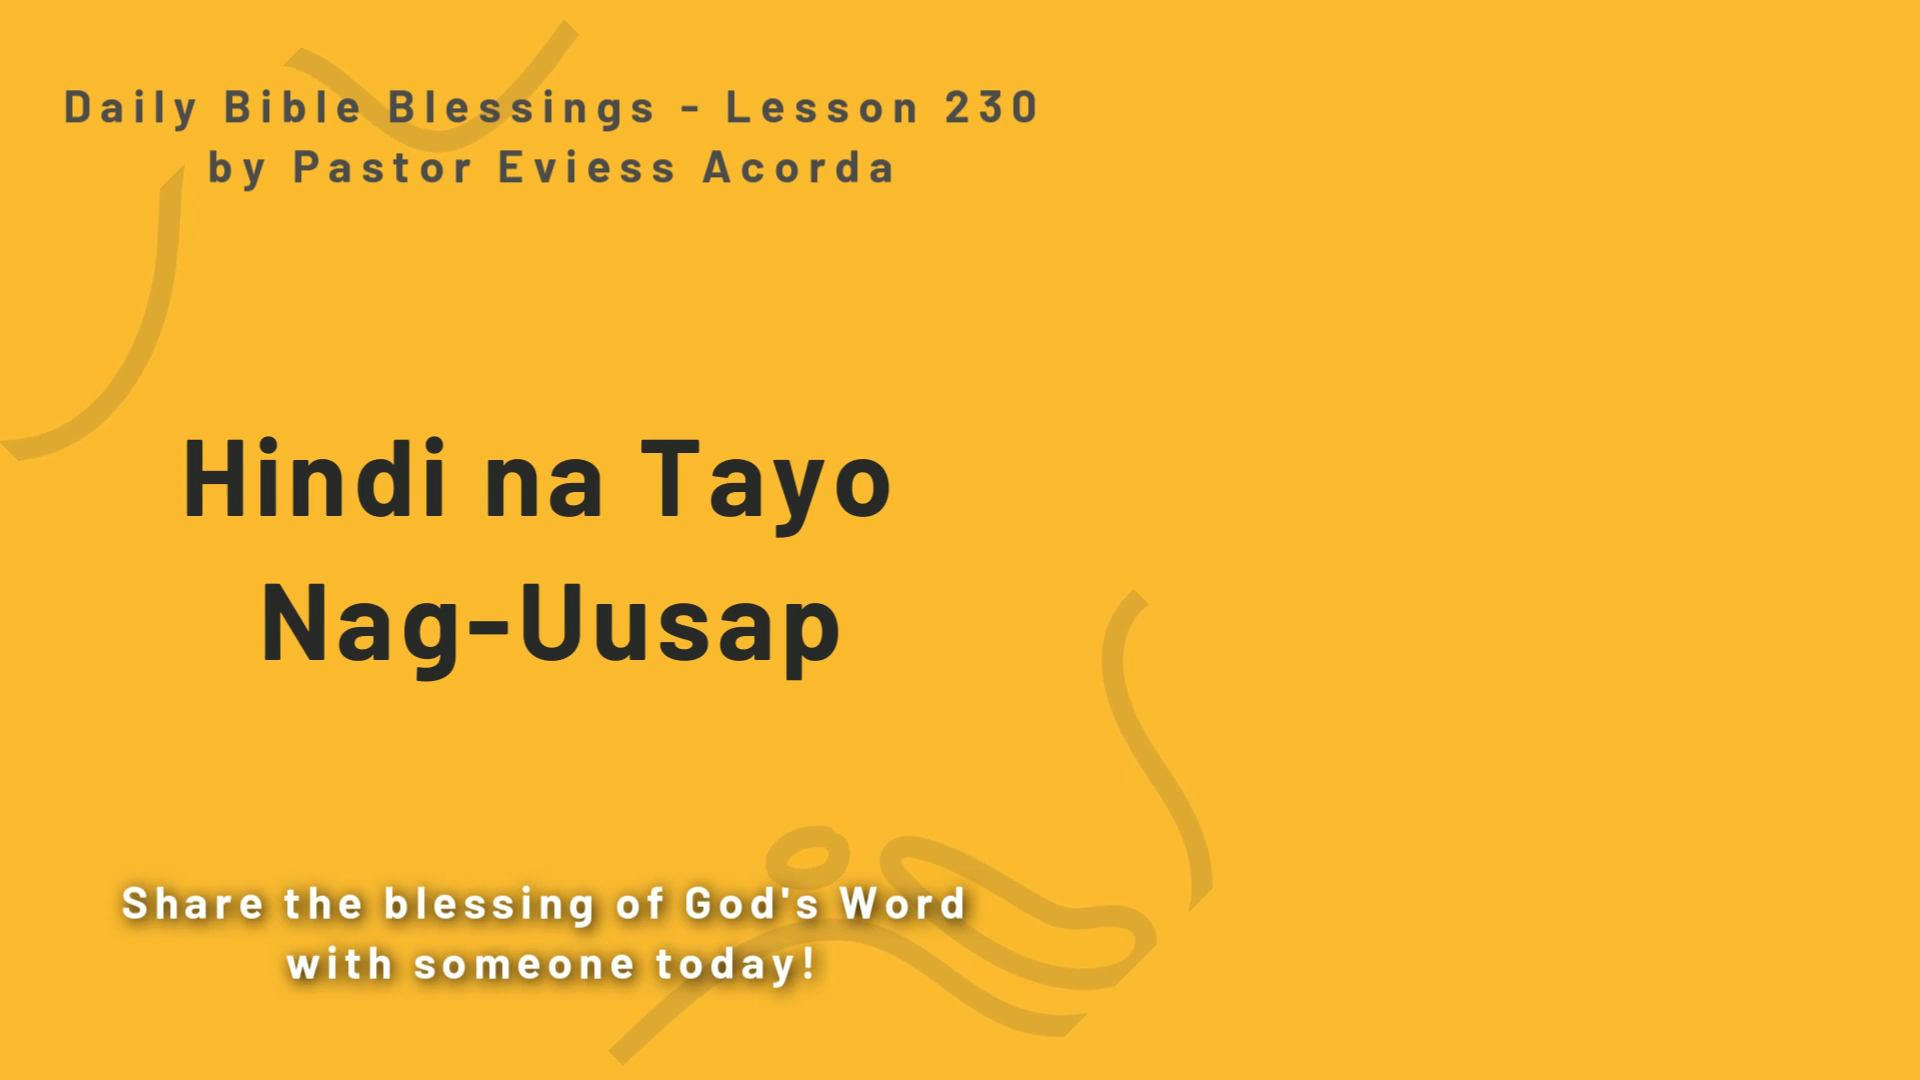 Daily Bible Blessings - Lesson 230
by Pastor Eviess Acorda
Hindi na Tayo
Nag-Uusap
Share the blessing of God's Word
with someone today!